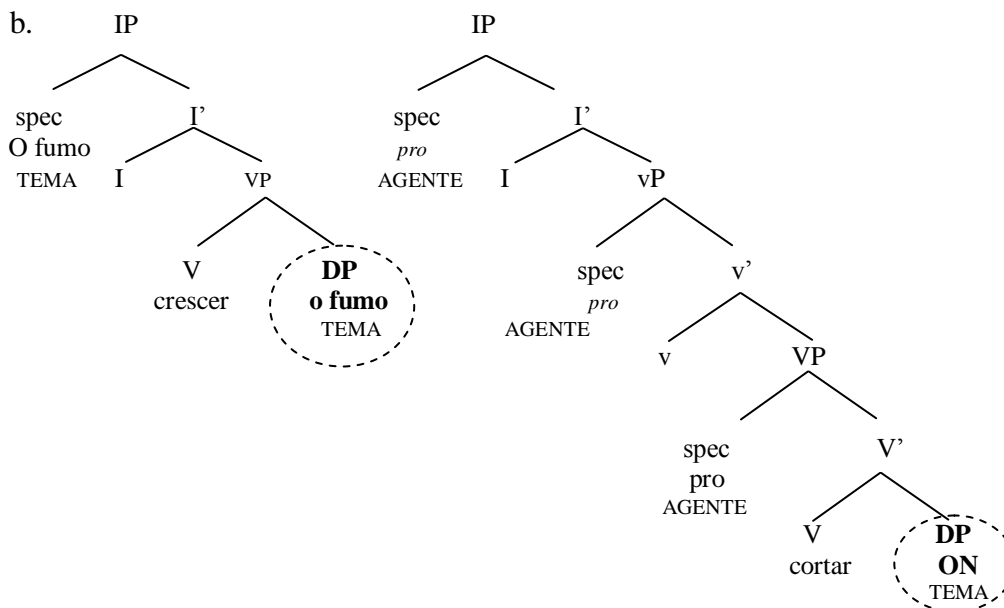 b. IP IP
spec I’ spec I’
O fumo pro
TEMA I VP AGENTE I vP
V DP spec v’
crescer o fumo pro
TEMA AGENTE
v VP
spec V’
pro
AGENTE
V DP
cortar ON
TEMA